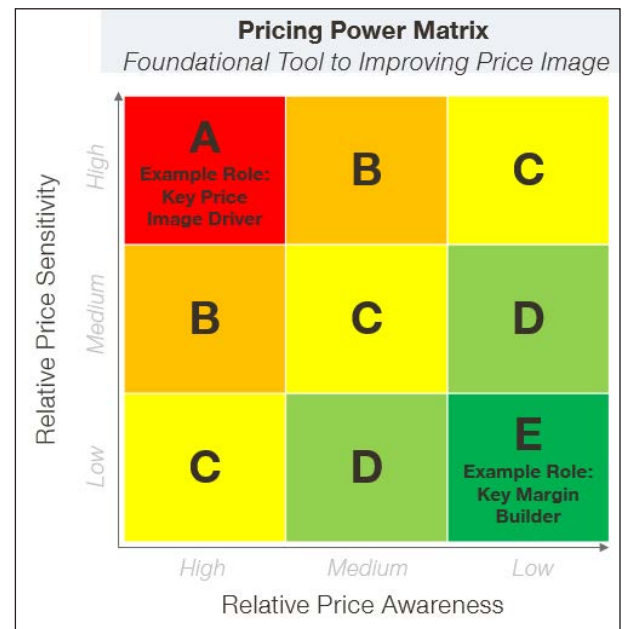 Pricing Power Matrix
Foundational Tool to Improving Price Image
Relative Price Sensitivity
High
A
Example Role:
Key Price
Image Driver
B
C
Medium
B
C
D
Low
C
D
E
Example Role:
Key Margin
Builder
High
Medium
Low
Relative Price Awareness